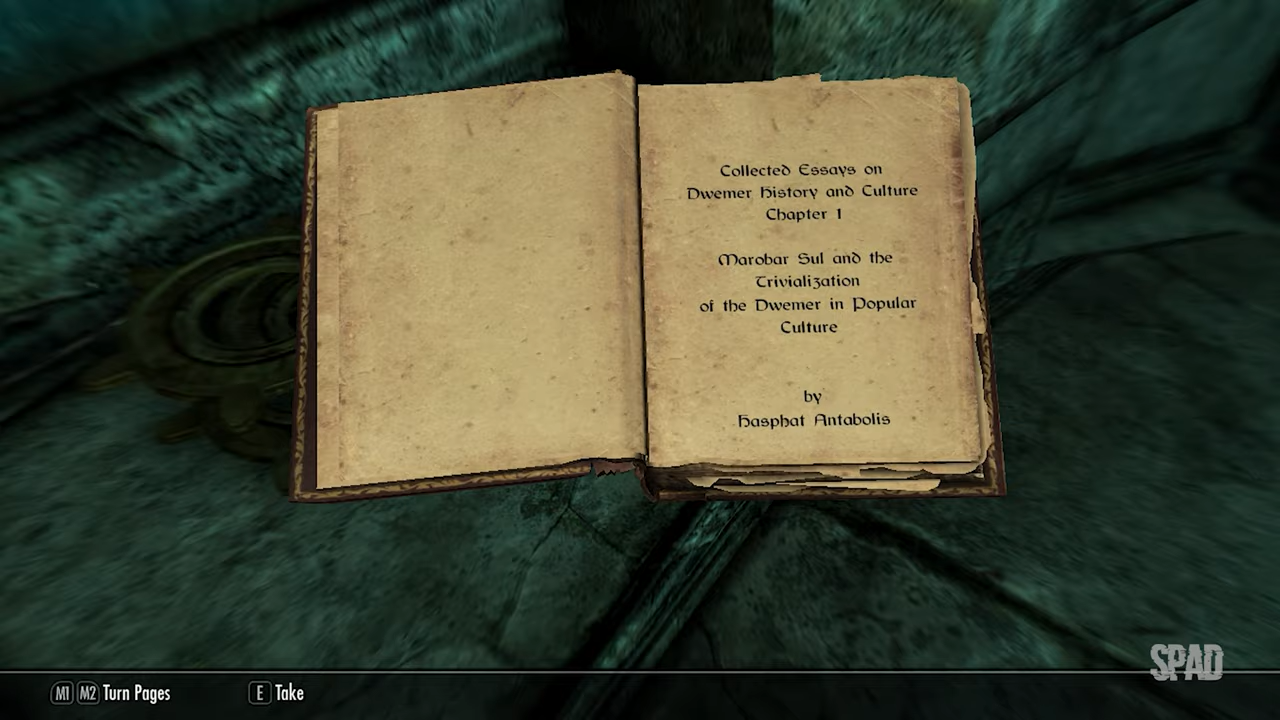 Collected Essays on
Dwemer History and Culture
Chapter 1
Marobar Sul and the
Trivialization
of the Dwemer in Popular
Culture
by
Hasphat Antabolis
M1 M2 Turn Pages
E Take
SPAD